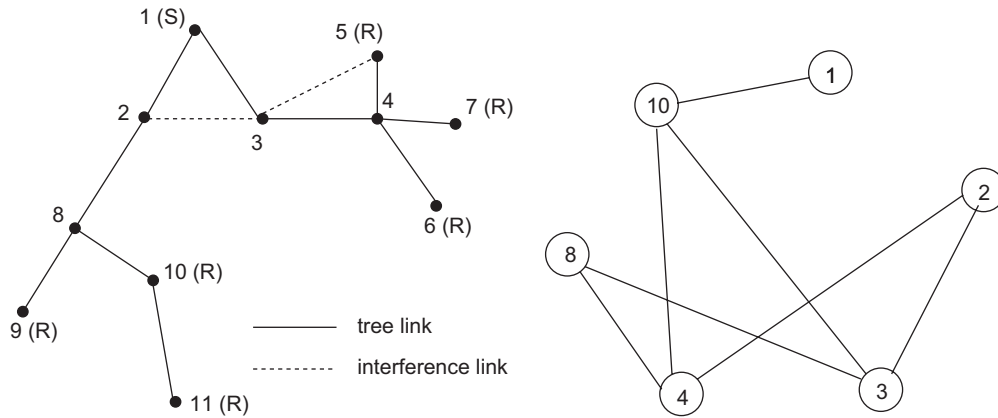 1 (S)
5 (R)
2
3
4
7 (R)
6 (R)
8
10 (R)
9 (R)
11 (R)
tree link
interference link
1
10
2
8
4
3